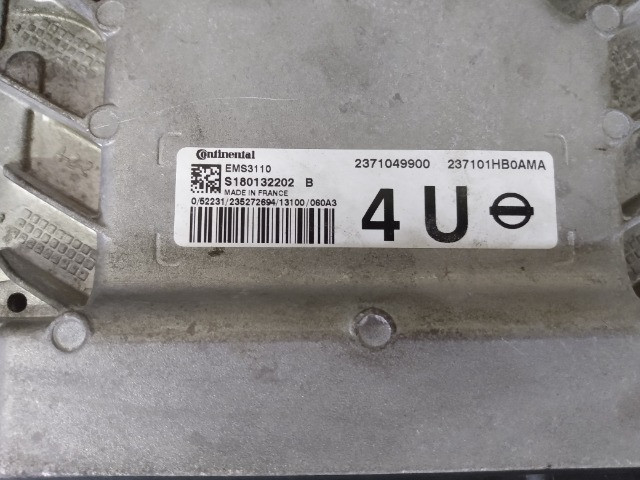 Continental
EMS3110
S180132202 B
MADE IN FRANCE
0/52231/235272694/13100/060A3
2371049900 237101HB0AMA
4U